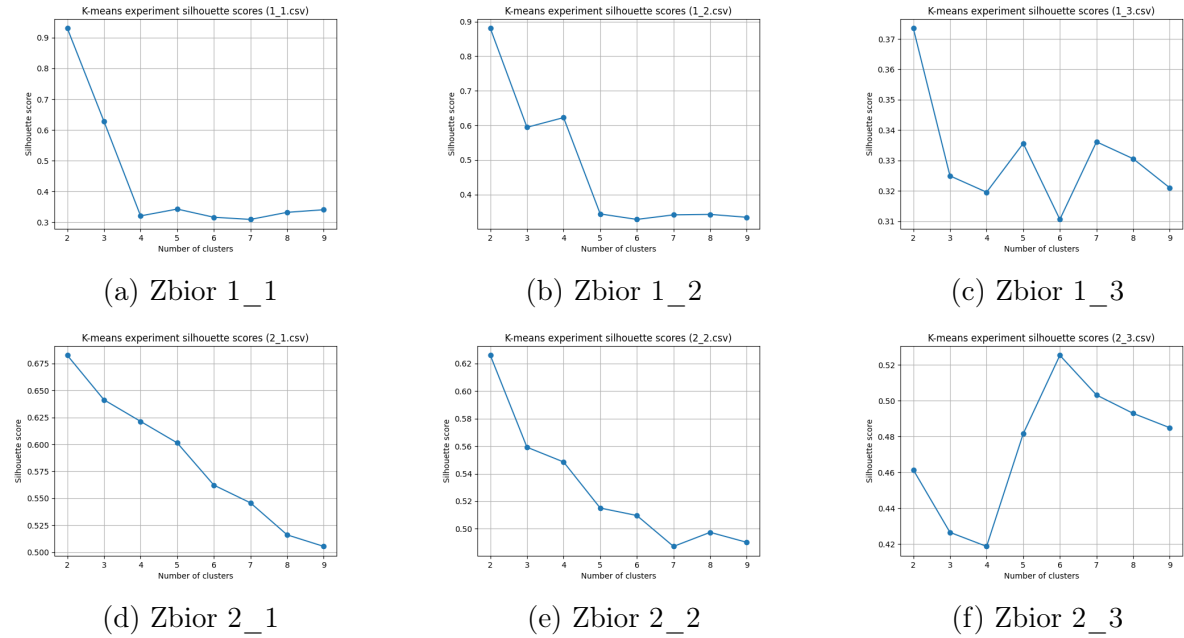 K-means experiment silhouette scores (1_1.csv)
Silhouette score
0.9
0.8
0.7
0.6
0.5
0.4
0.3
2 3 4 5 6 7 8 9
Number of clusters
(a) Zbior 1_1
K-means experiment silhouette scores (1_2.csv)
Silhouette score
0.9
0.8
0.7
0.6
0.5
0.4
2 3 4 5 6 7 8 9
Number of clusters
(b) Zbior 1_2
K-means experiment silhouette scores (1_3.csv)
Silhouette score
0.37
0.36
0.35
0.34
0.33
0.32
0.31
2 3 4 5 6 7 8 9
Number of clusters
(c) Zbior 1_3
K-means experiment silhouette scores (2_1.csv)
Silhouette score
0.675
0.650
0.625
0.600
0.575
0.550
0.525
0.500
2 3 4 5 6 7 8 9
Number of clusters
(d) Zbior 2_1
K-means experiment silhouette scores (2_2.csv)
Silhouette score
0.62
0.60
0.58
0.56
0.54
0.52
0.50
2 3 4 5 6 7 8 9
Number of clusters
(e) Zbior 2_2
K-means experiment silhouette scores (2_3.csv)
Silhouette score
0.52
0.50
0.48
0.46
0.44
0.42
2 3 4 5 6 7 8 9
Number of clusters
(f) Zbior 2_3